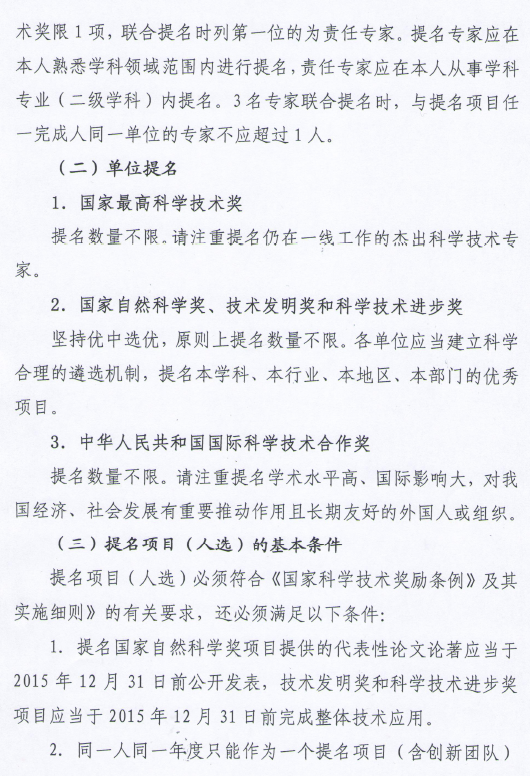 术奖限 1 项，联合提名时列第一位的为责任专家。提名专家应在
本人熟悉学科领域范围内进行提名，责任专家应在本人从事学科
专业（二级学科）内提名。3 名专家联合提名时，与提名项目任
一完成人同一单位的专家不应超过 1 人。
（二）单位提名
1．国家最高科学技术奖
提名数量不限。请注重提名仍在一线工作的杰出科学技术专
家。
2．国家自然科学奖、技术发明奖和科学技术进步奖
坚持优中选优，原则上提名数量不限。各单位应当建立科学
合理的遴选机制，提名本学科、本行业、本地区、本部门的优秀
项目。
3．中华人民共和国国际科学技术合作奖
提名数量不限。请注重提名学术水平高、国际影响大，对我
国经济、社会发展有重要推动作用且长期友好的外国人或组织。
（三）提名项目（人选）的基本条件
提名项目（人选）必须符合《国家科学技术奖励条例》及其
实施细则》的有关要求，还必须满足以下条件：
1．提名国家自然科学奖项目提供的代表性论文论著应当于
2015 年 12 月 31 日前公开发表，技术发明奖和科学技术进步奖
项目应当于 2015 年 12 月 31 日前完成整体技术应用。
2．同一人同一年度只能作为一个提名项目（含创新团队）